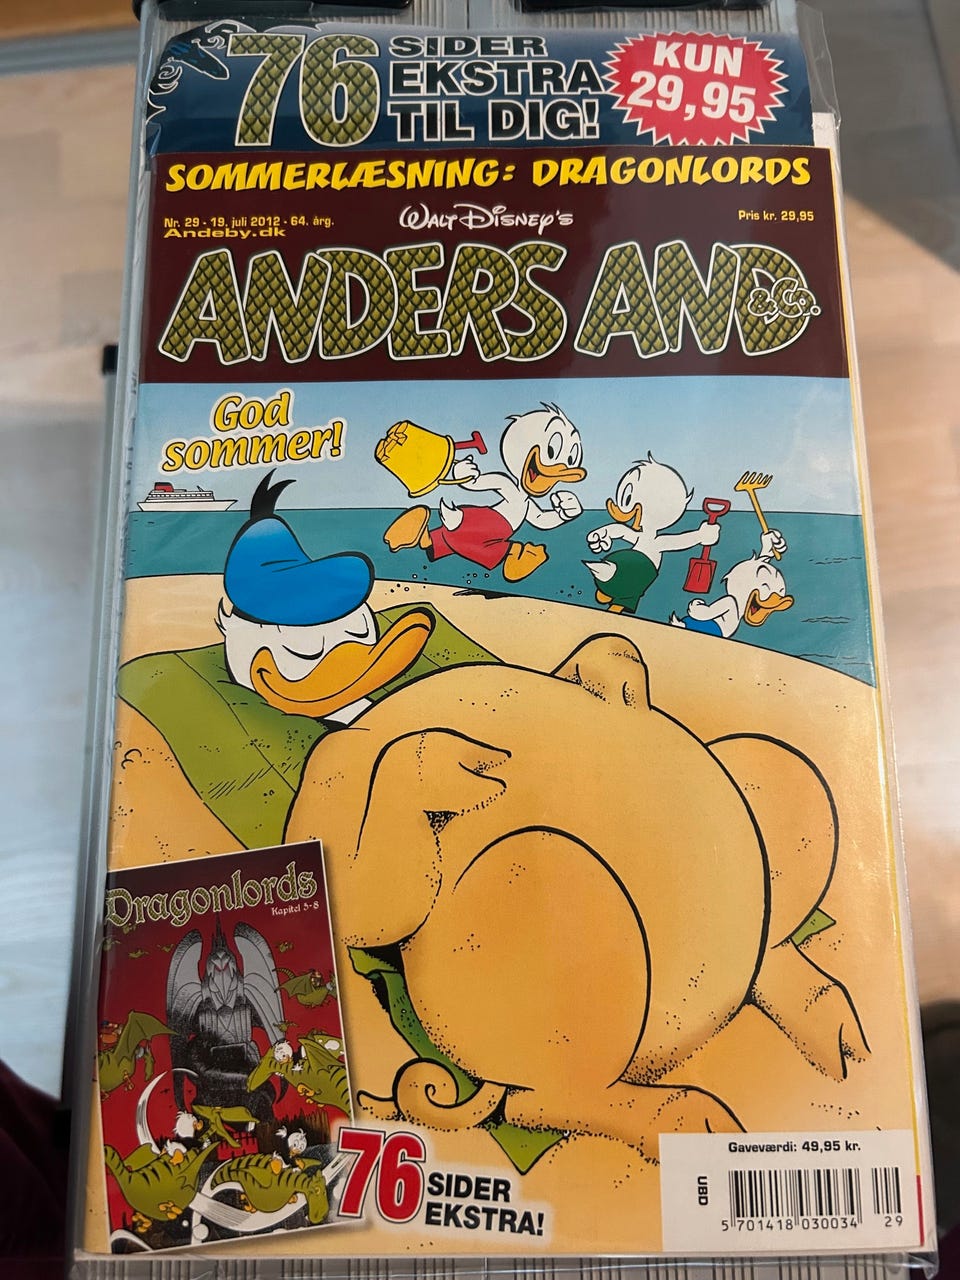 76 SIDER
EKSTRA
TIL DIG!
KUN
29,95
SOMMERLÆSNING: DRAGONLORDS
Nr. 29 - 19. juli 2012 - 64. årg.
Andeby.dk
WALT DISNEY'S
Pris kr. 29,95
ANDERS AND
& Co.
God
sommer!
Dragonlords
Kapitel 5-8
76 SIDER
EKSTRA!
Gaveværdi: 49,95 kr.
UBD
5 701418 030034 29